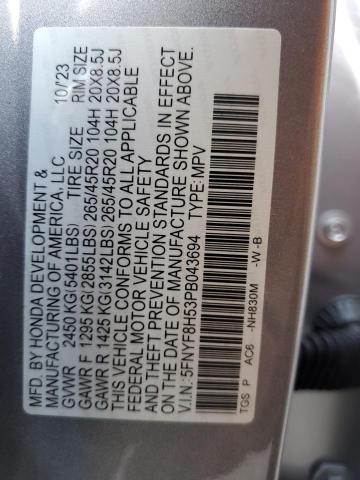 MFD. BY HONDA DEVELOPMENT &
MANUFACTURING OF AMERICA, LLC 10/'23
GVWR 2450 KG(5401LBS) TIRE SIZE RIM SIZE
GAWR F 1295 KG(2855LBS) 265/45R20 104H 20X8.5J
GAWR R 1425 KG(3142LBS) 265/45R20 104H 20X8.5J
THIS VEHICLE CONFORMS TO ALL APPLICABLE
FEDERAL MOTOR VEHICLE SAFETY
AND THEFT PREVENTION STANDARDS IN EFFECT
ON THE DATE OF MANUFACTURE SHOWN ABOVE.
V.I.N.:5FNYF8H53PB043694 TYPE:MPV
TGS P AC6 -NH830M -W -B